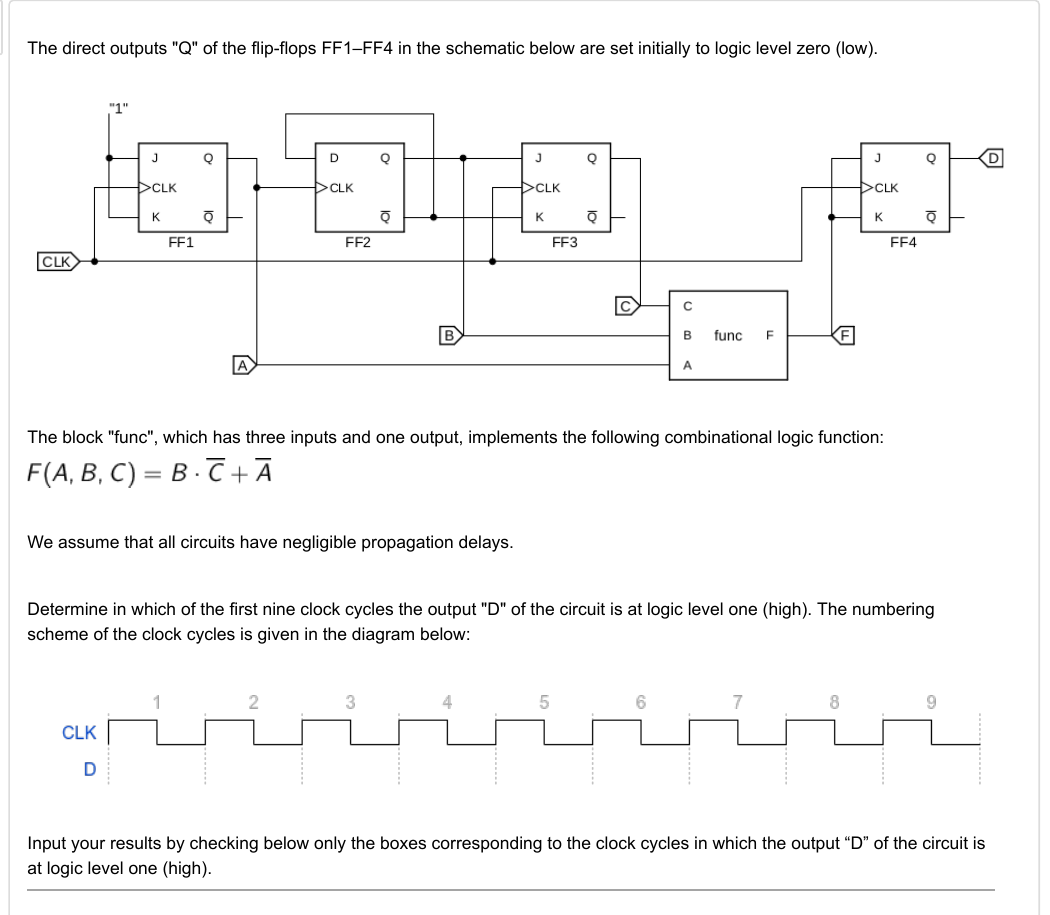 The direct outputs "Q" of the flip-flops FF1–FF4 in the schematic below are set initially to logic level zero (low).
"1"
J Q
CLK
K Q̅
FF1
D Q
CLK
Q̅
FF2
J Q
CLK
K Q̅
FF3
J Q
CLK
K Q̅
FF4
D
CLK
C
B
A
C
B func F
A
F
The block "func", which has three inputs and one output, implements the following combinational logic function:
F(A, B, C) = B · C̅ + A̅
We assume that all circuits have negligible propagation delays.
Determine in which of the first nine clock cycles the output "D" of the circuit is at logic level one (high). The numbering
scheme of the clock cycles is given in the diagram below:
1 2 3 4 5 6 7 8 9
CLK
D
Input your results by checking below only the boxes corresponding to the clock cycles in which the output “D” of the circuit is
at logic level one (high).